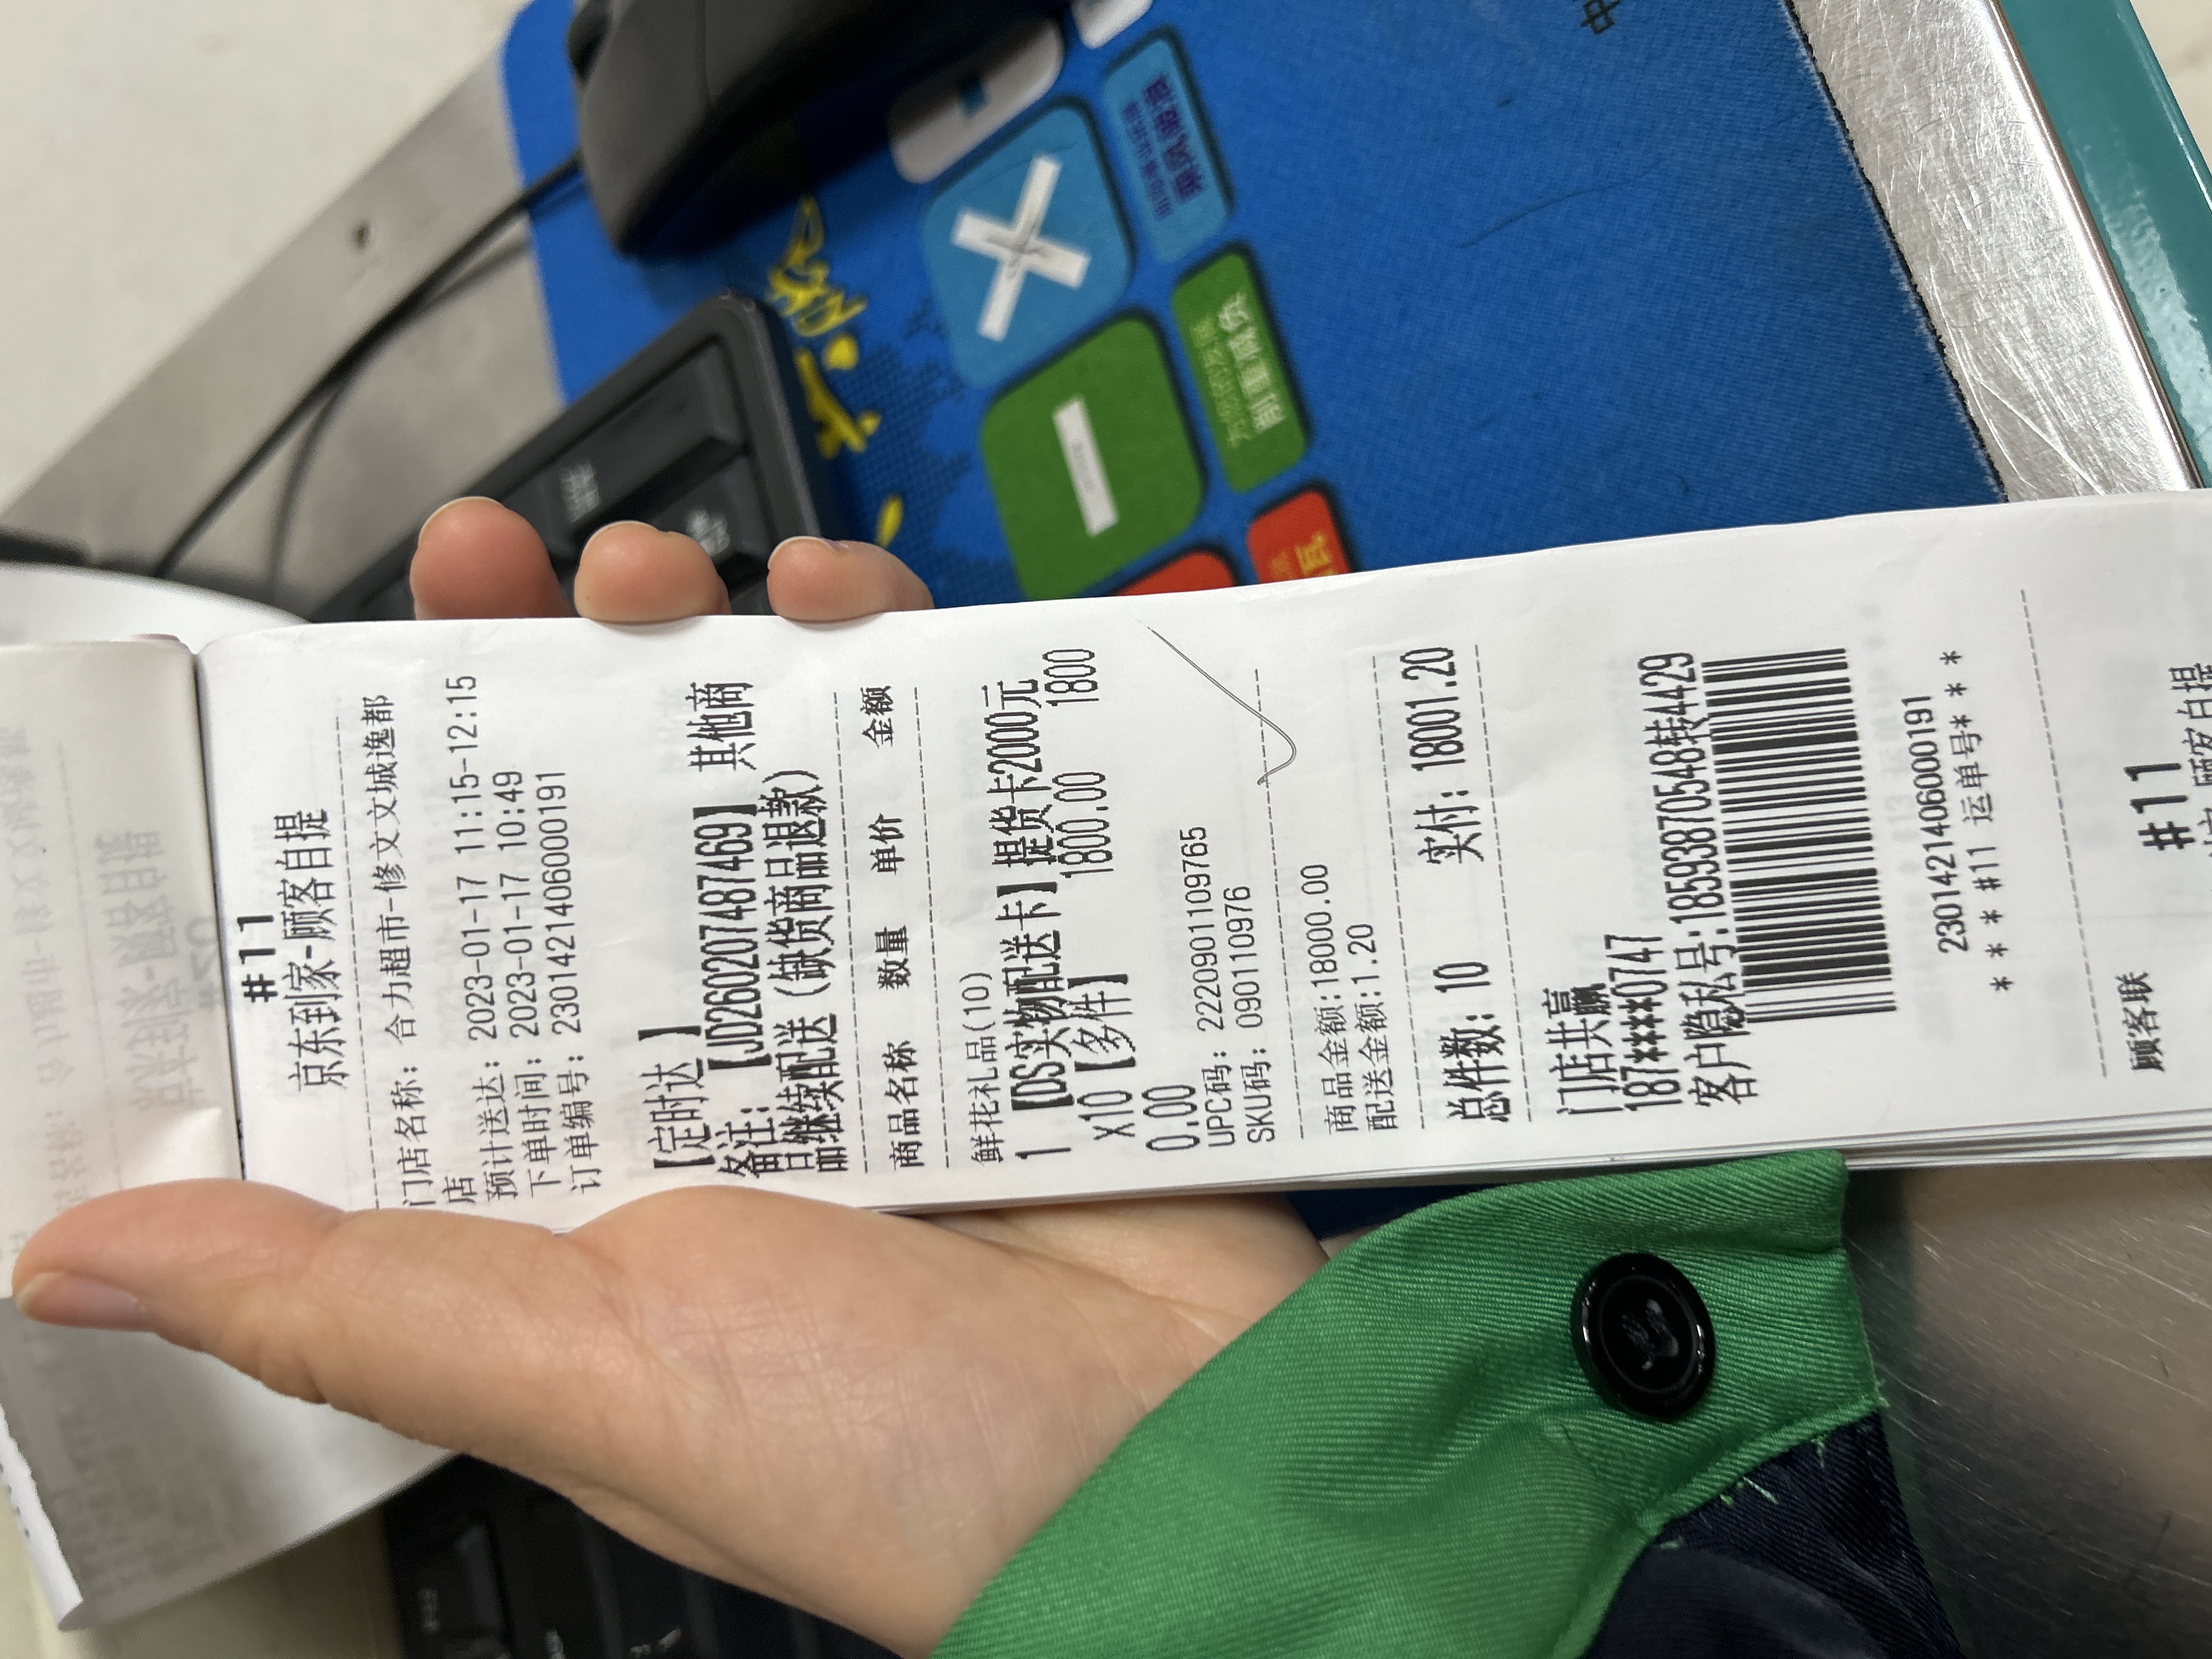 #11
京东到家-顾客自提
门店名称: 合力超市-修文文城逸都
店
预计送达: 2023-01-17 11:15-12:15
下单时间: 2023-01-17 10:49
订单编号: 2301421406000191
【定时达】
备注: 【JD260207487469】 其他商
品继续配送 (缺货商品退款)
商品名称 数量 单价 金额
鲜花礼品(10)
1 【DS实物配送卡】提货卡2000元
x10【多件】 1800.00 1800
0.00
UPC码: 2220901109765
SKU码: 090110976
商品金额:18000.00
配送金额:1.20
总件数: 10 实付: 18001.20
门店共赢
187****0747
客户隐私号:18593870548转4429
2301421406000191
* * * #11 运单号* * *
顾客联
#11
前重减负